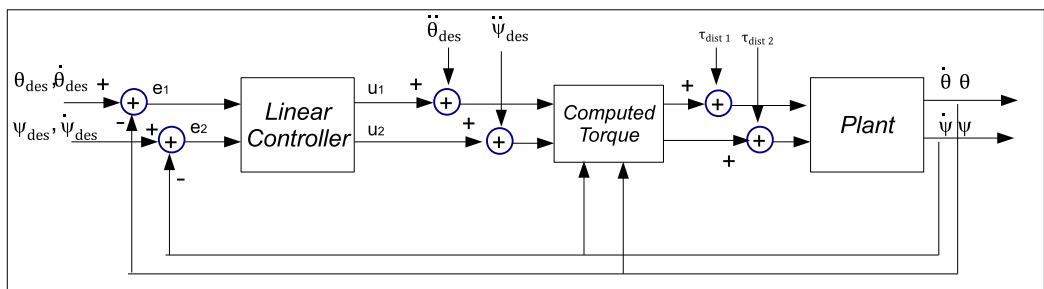 θ̈des
ψ̈des
τdist 1
τdist 2
θdes, θ̇des
+
+
e1
Linear
Controller
u1
+
+
Computed
Torque
+
+
Plant
θ̇ θ
ψdes, ψ̇des
-
+
+
e2
u2
+
+
+
+
ψ̇ ψ
-